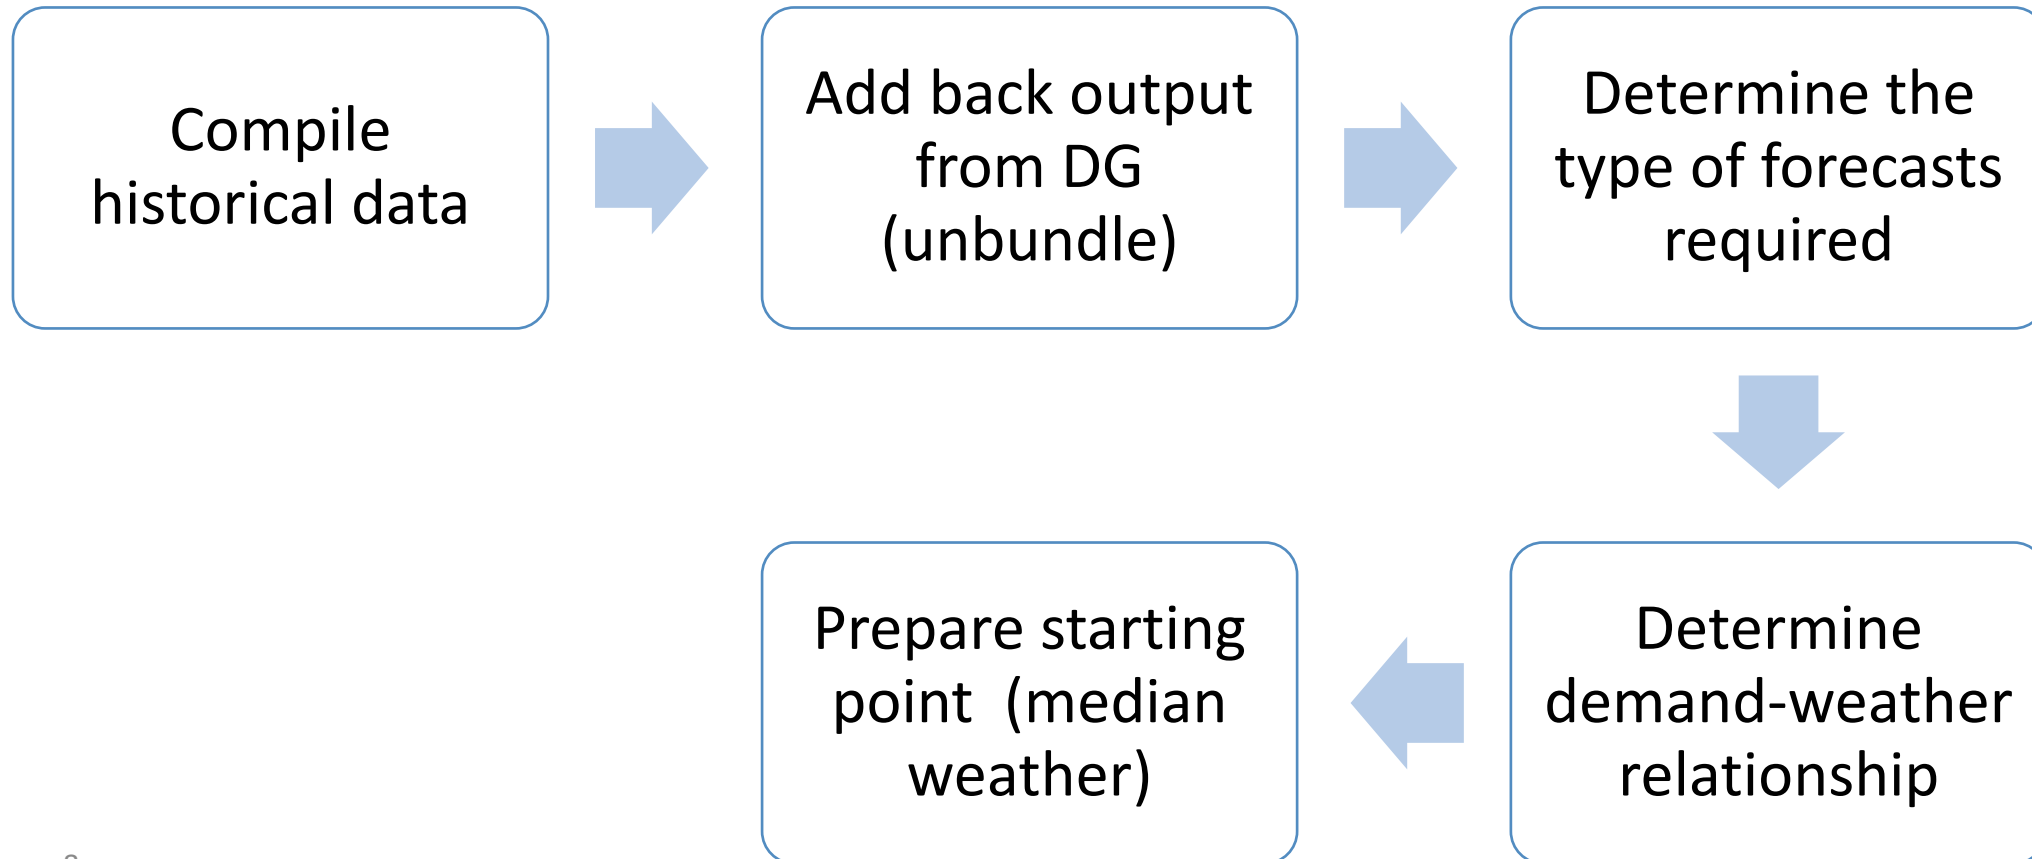 Compile
historical data
Add back output
from DG
(unbundle)
Determine the
type of forecasts
required
Determine
demand-weather
relationship
Prepare starting
point (median
weather)